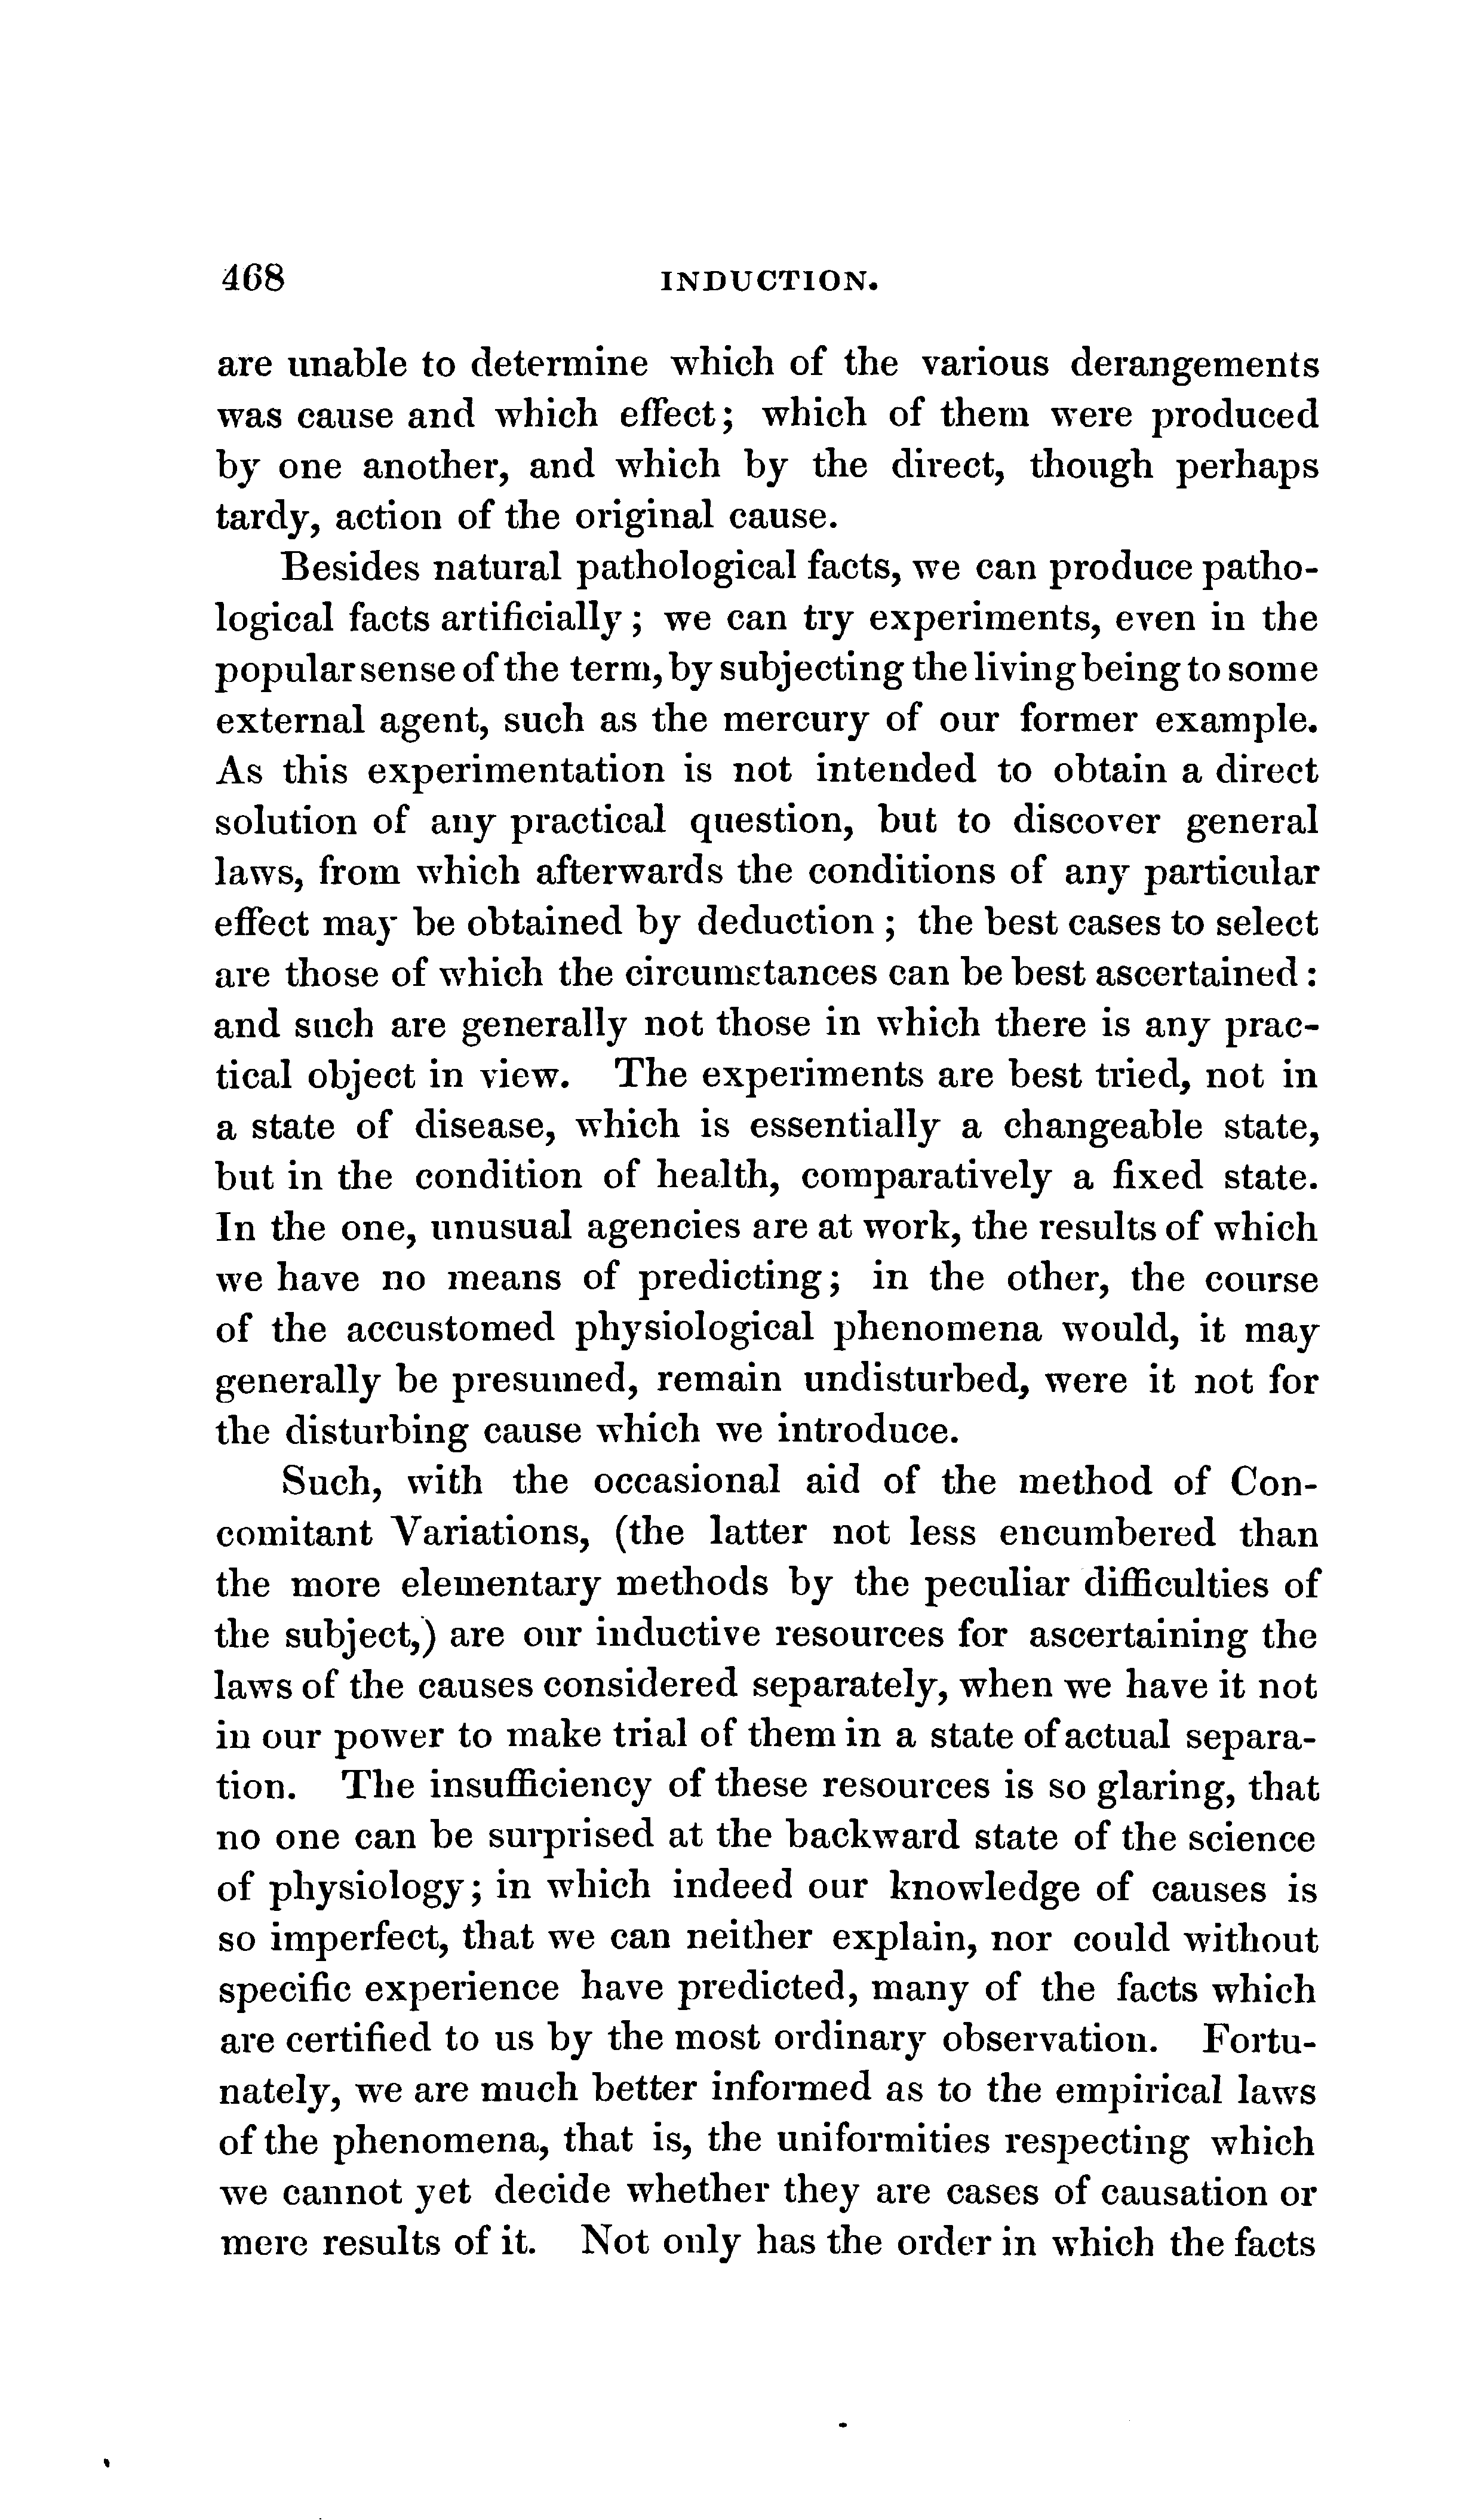 468 INDUCTION.
are unable to determine which of the various derangements
was cause and which effect; which of them were produced
by one another, and which by the direct, though perhaps
tardy, action of the original cause.
Besides natural pathological facts, we can produce patho-
logical facts artificially; we can try experiments, even in the
popular sense of the term, by subjecting the living being to some
external agent, such as the mercury of our former example.
As this experimentation is not intended to obtain a direct
solution of any practical question, but to discover general
laws, from which afterwards the conditions of any particular
effect may be obtained by deduction; the best cases to select
are those of which the circumstances can be best ascertained:
and such are generally not those in which there is any prac-
tical object in view. The experiments are best tried, not in
a state of disease, which is essentially a changeable state,
but in the condition of health, comparatively a fixed state.
In the one, unusual agencies are at work, the results of which
we have no means of predicting; in the other, the course
of the accustomed physiological phenomena would, it may
generally be presumed, remain undisturbed, were it not for
the disturbing cause which we introduce.
Such, with the occasional aid of the method of Con-
comitant Variations, (the latter not less encumbered than
the more elementary methods by the peculiar difficulties of
the subject,) are our inductive resources for ascertaining the
laws of the causes considered separately, when we have it not
in our power to make trial of them in a state of actual separa-
tion. The insufficiency of these resources is so glaring, that
no one can be surprised at the backward state of the science
of physiology; in which indeed our knowledge of causes is
so imperfect, that we can neither explain, nor could without
specific experience have predicted, many of the facts which
are certified to us by the most ordinary observation. Fortu-
nately, we are much better informed as to the empirical laws
of the phenomena, that is, the uniformities respecting which
we cannot yet decide whether they are cases of causation or
mere results of it. Not only has the order in which the facts